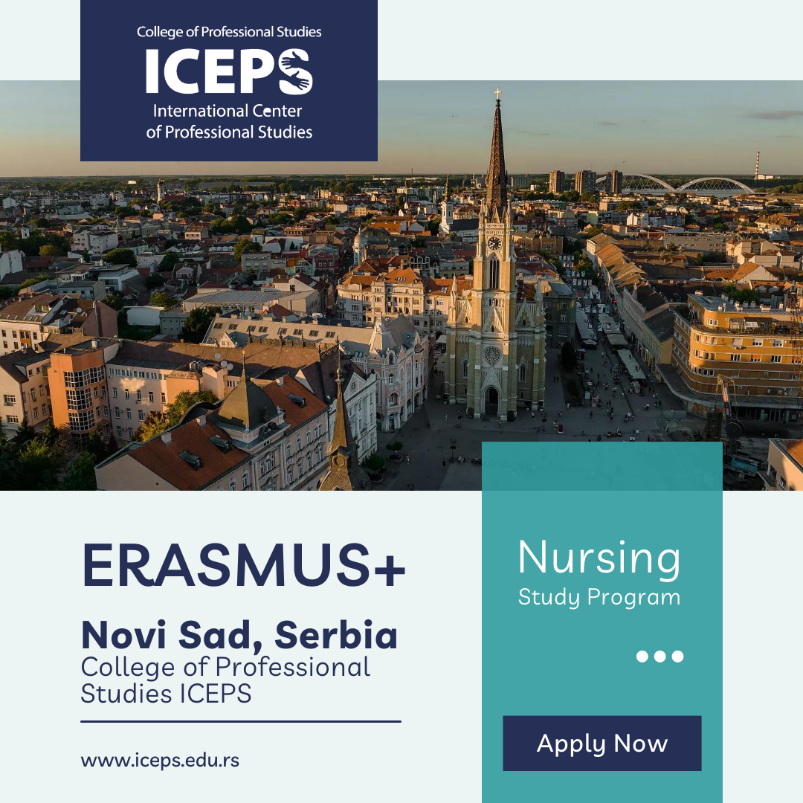 College of Professional Studies
ICEPS
International Center
of Professional Studies
ERASMUS+
Novi Sad, Serbia
College of Professional
Studies ICEPS
www.iceps.edu.rs
Nursing
Study Program
Apply Now